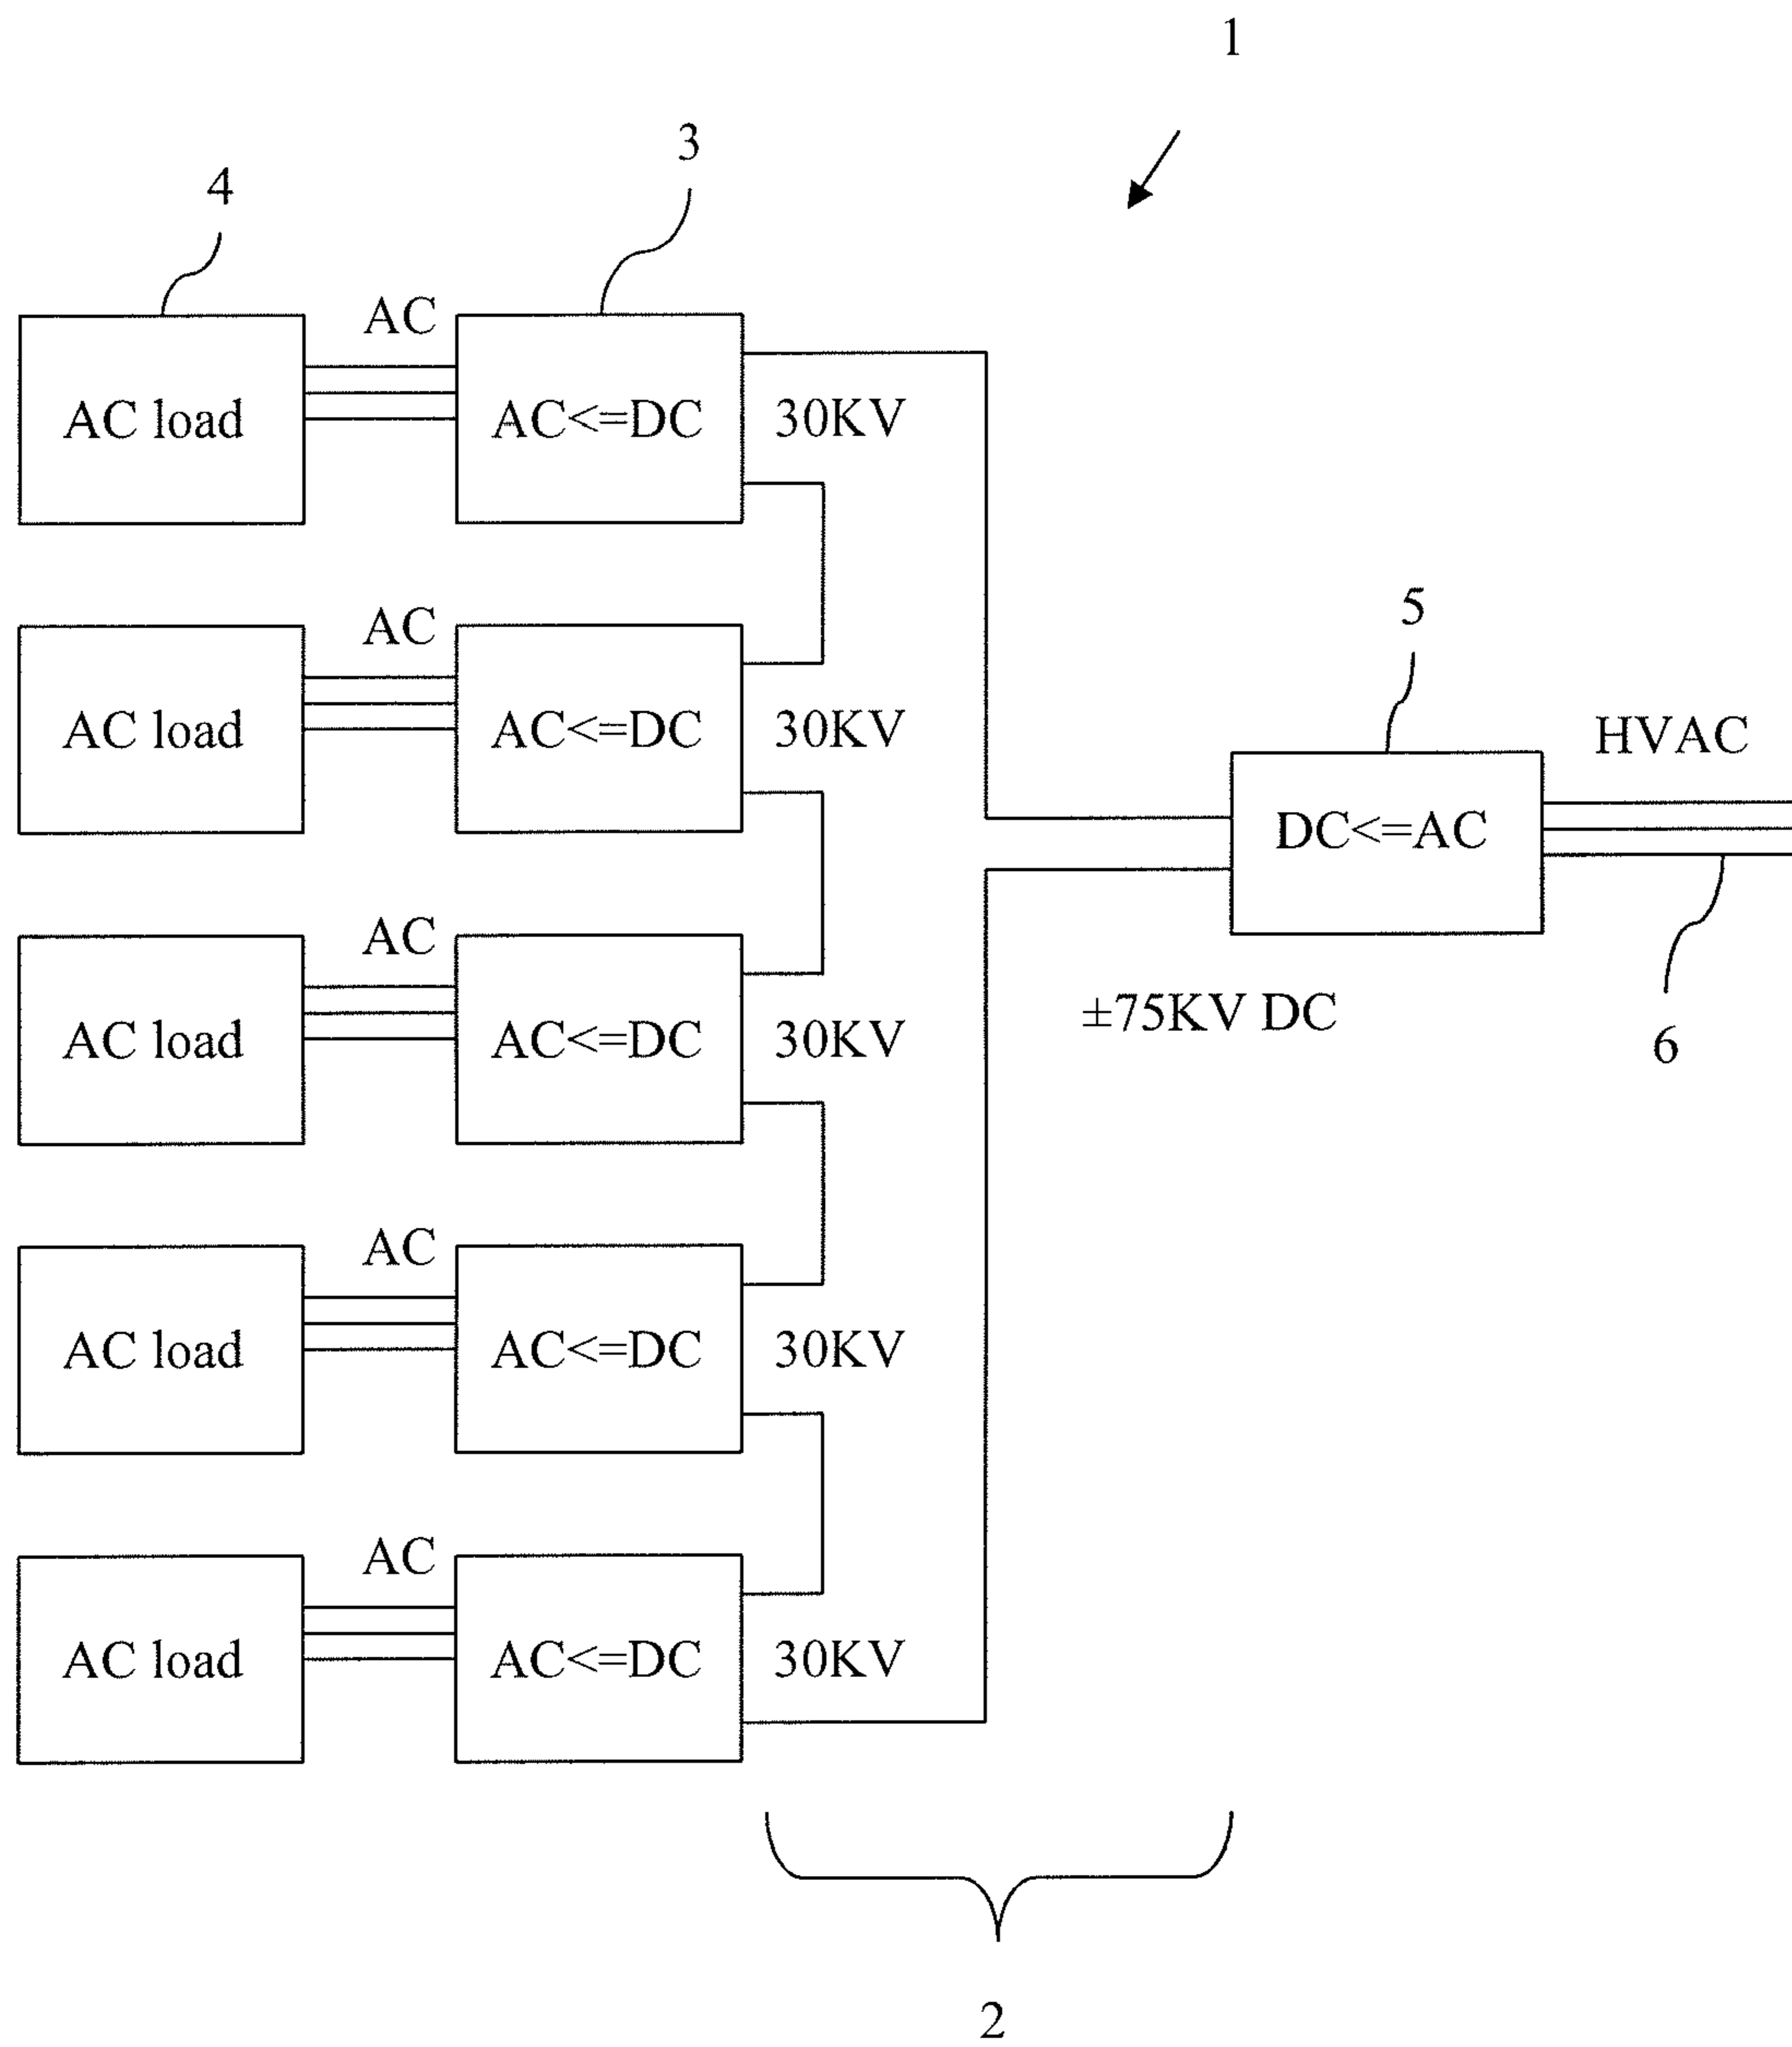 1
3
4
AC
AC load
AC<=DC
30KV
5
AC
HVAC
AC load
AC<=DC
30KV
DC<=AC
AC
±75KV DC
AC load
AC<=DC
30KV
6
AC
AC load
AC<=DC
30KV
AC
AC load
AC<=DC
30KV
2